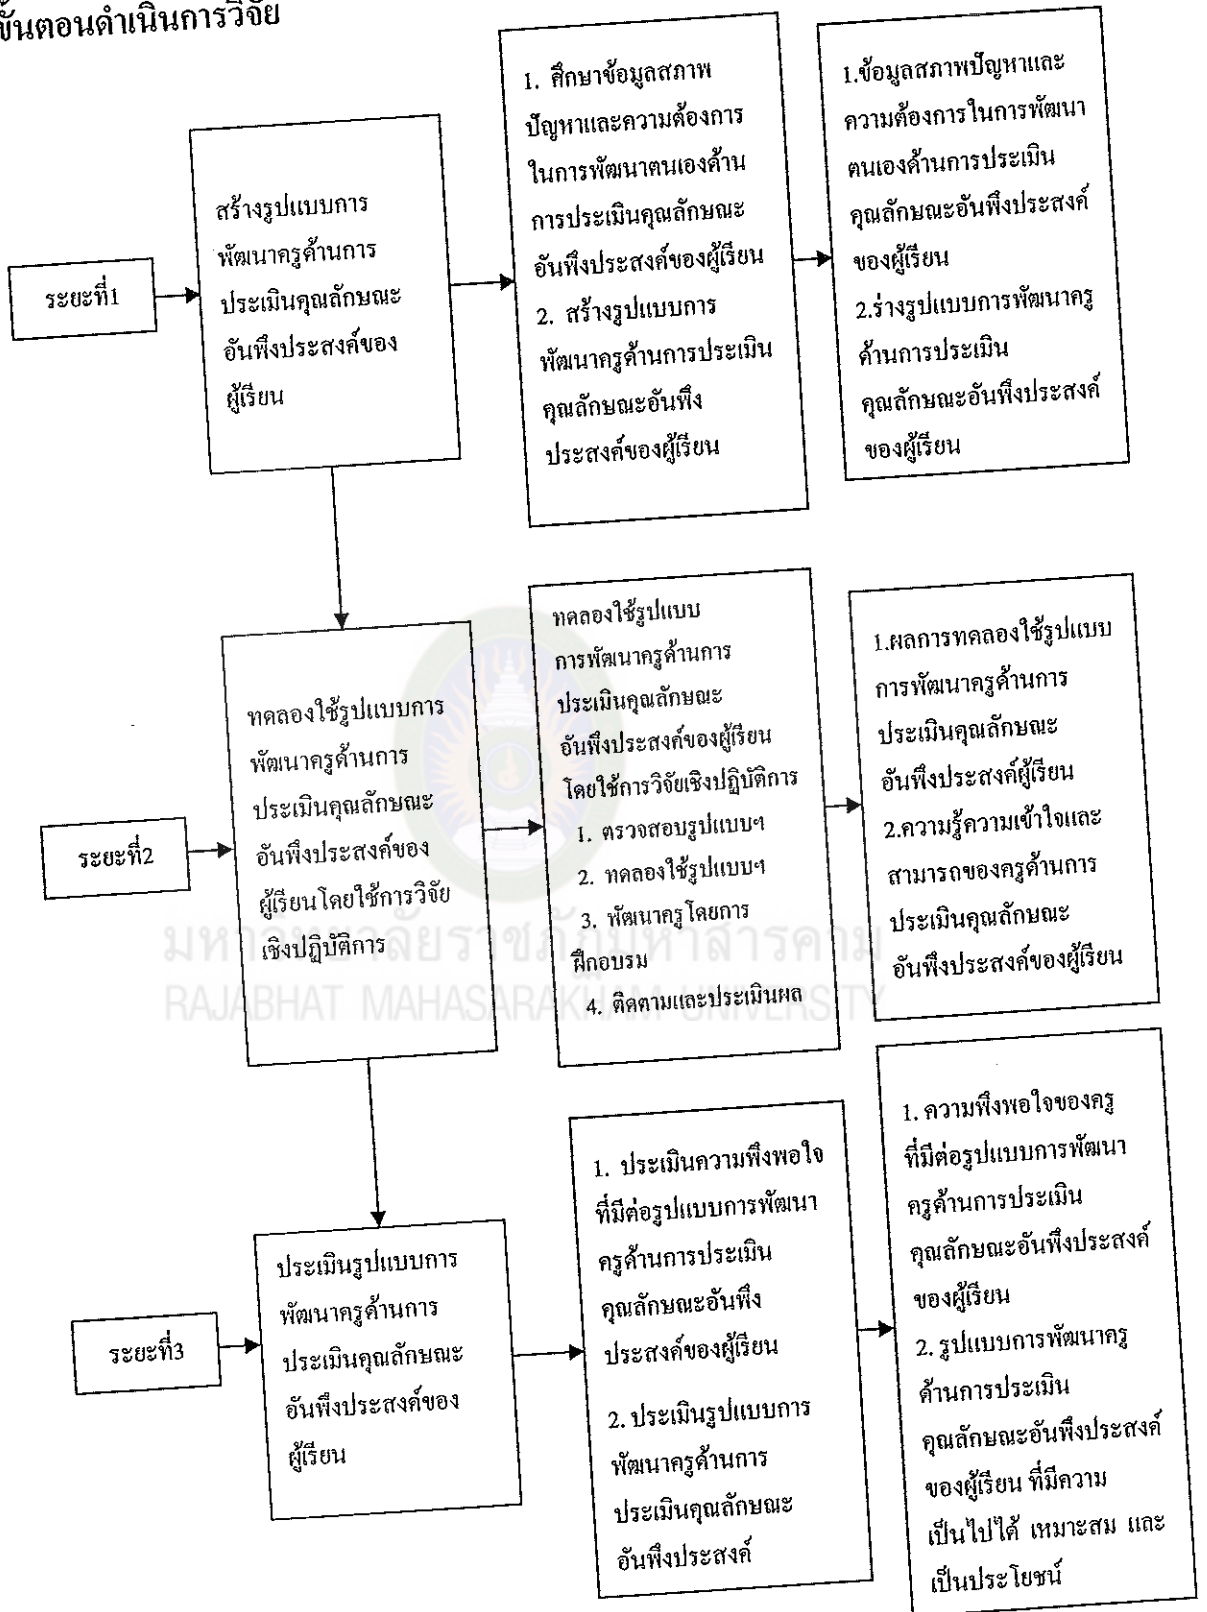 ขั้นตอนดำเนินการวิจัย
ระยะที่1
สร้างรูปแบบการ
พัฒนาครูด้านการ
ประเมินคุณลักษณะ
อันพึงประสงค์ของ
ผู้เรียน
1. ศึกษาข้อมูลสภาพ
ปัญหาและความต้องการ
ในการพัฒนาตนเองด้าน
การประเมินคุณลักษณะ
อันพึงประสงค์ของผู้เรียน
2. สร้างรูปแบบการ
พัฒนาครูด้านการประเมิน
คุณลักษณะอันพึง
ประสงค์ของผู้เรียน
1.ข้อมูลสภาพปัญหาและ
ความต้องการในการพัฒนา
ตนเองด้านการประเมิน
คุณลักษณะอันพึงประสงค์
ของผู้เรียน
2.ร่างรูปแบบการพัฒนาครู
ด้านการประเมิน
คุณลักษณะอันพึงประสงค์
ของผู้เรียน
ระยะที่2
ทดลองใช้รูปแบบการ
พัฒนาครูด้านการ
ประเมินคุณลักษณะ
อันพึงประสงค์ของ
ผู้เรียนโดยใช้การวิจัย
เชิงปฏิบัติการ
ทดลองใช้รูปแบบ
การพัฒนาครูด้านการ
ประเมินคุณลักษณะ
อันพึงประสงค์ของผู้เรียน
โดยใช้การวิจัยเชิงปฏิบัติการ
1. ตรวจสอบรูปแบบฯ
2. ทดลองใช้รูปแบบฯ
3. พัฒนาครูโดยการ
ฝึกอบรม
4. ติดตามและประเมินผล
1.ผลการทดลองใช้รูปแบบ
การพัฒนาครูด้านการ
ประเมินคุณลักษณะ
อันพึงประสงค์ผู้เรียน
2.ความรู้ความเข้าใจและ
สามารถของครูด้านการ
ประเมินคุณลักษณะ
อันพึงประสงค์ของผู้เรียน
มหาวิทยาลัยราชภัฏมหาสารคาม
RAJABHAT MAHASARAKHAM UNIVERSITY
ระยะที่3
ประเมินรูปแบบการ
พัฒนาครูด้านการ
ประเมินคุณลักษณะ
อันพึงประสงค์ของ
ผู้เรียน
1. ประเมินความพึงพอใจ
ที่มีต่อรูปแบบการพัฒนา
ครูด้านการประเมิน
คุณลักษณะอันพึง
ประสงค์ของผู้เรียน
2. ประเมินรูปแบบการ
พัฒนาครูด้านการ
ประเมินคุณลักษณะ
อันพึงประสงค์
1. ความพึงพอใจของครู
ที่มีต่อรูปแบบการพัฒนา
ครูด้านการประเมิน
คุณลักษณะอันพึงประสงค์
ของผู้เรียน
2. รูปแบบการพัฒนาครู
ด้านการประเมิน
คุณลักษณะอันพึงประสงค์
ของผู้เรียน ที่มีความ
เป็นไปได้ เหมาะสม และ
เป็นประโยชน์